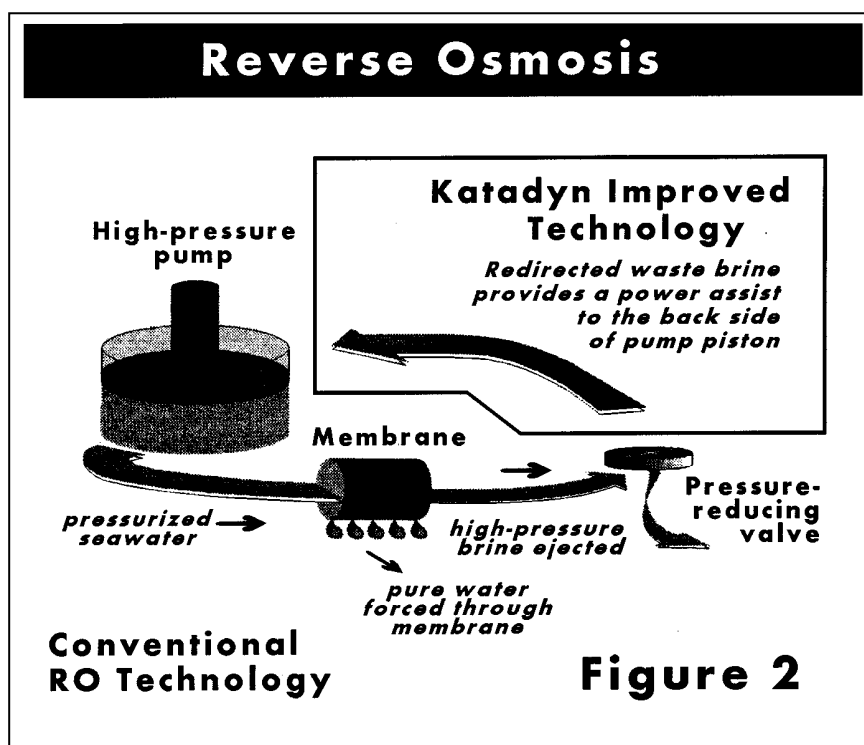 Reverse Osmosis
Katadyn Improved
Technology
Redirected waste brine
provides a power assist
to the back side
of pump piston
High-pressure
pump
Membrane
pressurized
seawater
high-pressure
brine ejected
Pressure-
reducing
valve
pure water
forced through
membrane
Conventional
RO Technology
Figure 2